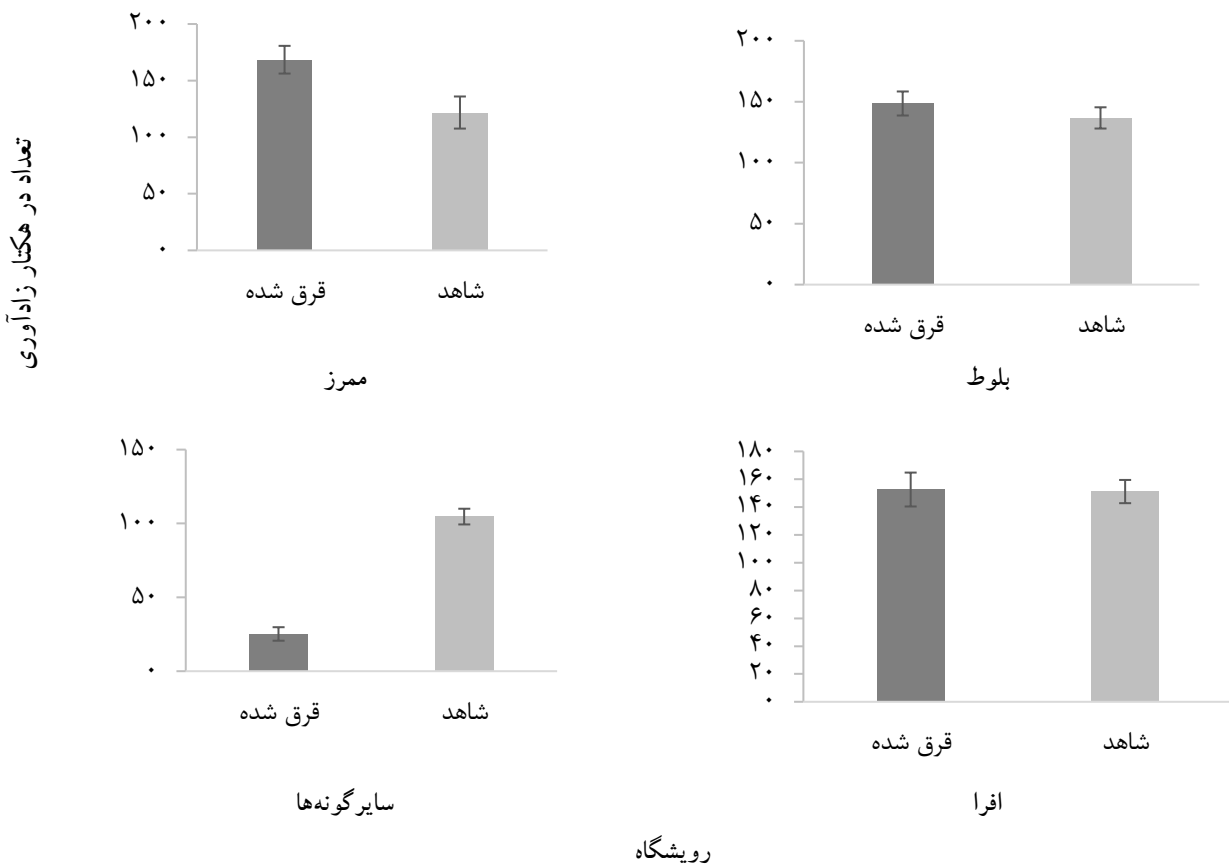 تعداد در هکتار زادآوری
۲۰۰
۱۵۰
۱۰۰
۵۰
۰
قرق شده
شاهد
ممرز
۲۰۰
۱۵۰
۱۰۰
۵۰
۰
قرق شده
شاهد
بلوط
۱۵۰
۱۰۰
۵۰
۰
قرق شده
شاهد
سایرگونه‌ها
۱۸۰
۱۶۰
۱۴۰
۱۲۰
۱۰۰
۸۰
۶۰
۴۰
۲۰
۰
قرق شده
شاهد
افرا
رویشگاه